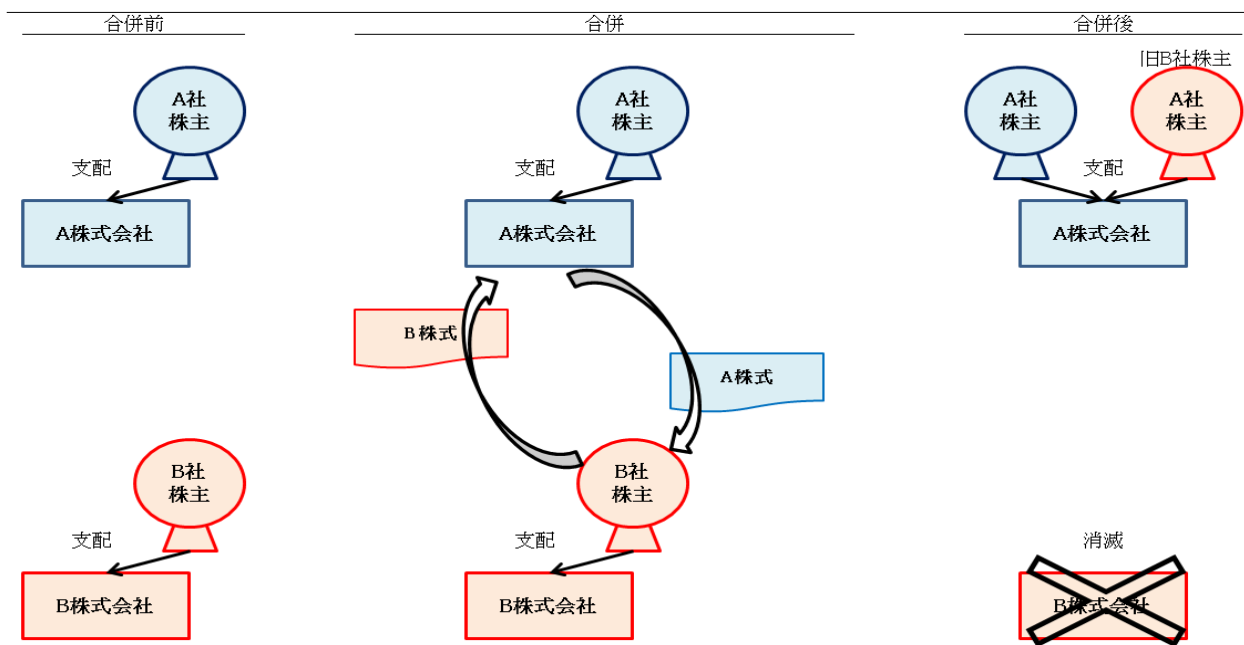 合併前
合併
合併後
旧B社株主
A社
株主
A社
株主
A社
株主
A社
株主
支配
支配
支配
A株式会社
A株式会社
A株式会社
B株式
A株式
B社
株主
B社
株主
支配
支配
消滅
B株式会社
B株式会社
B株式会社